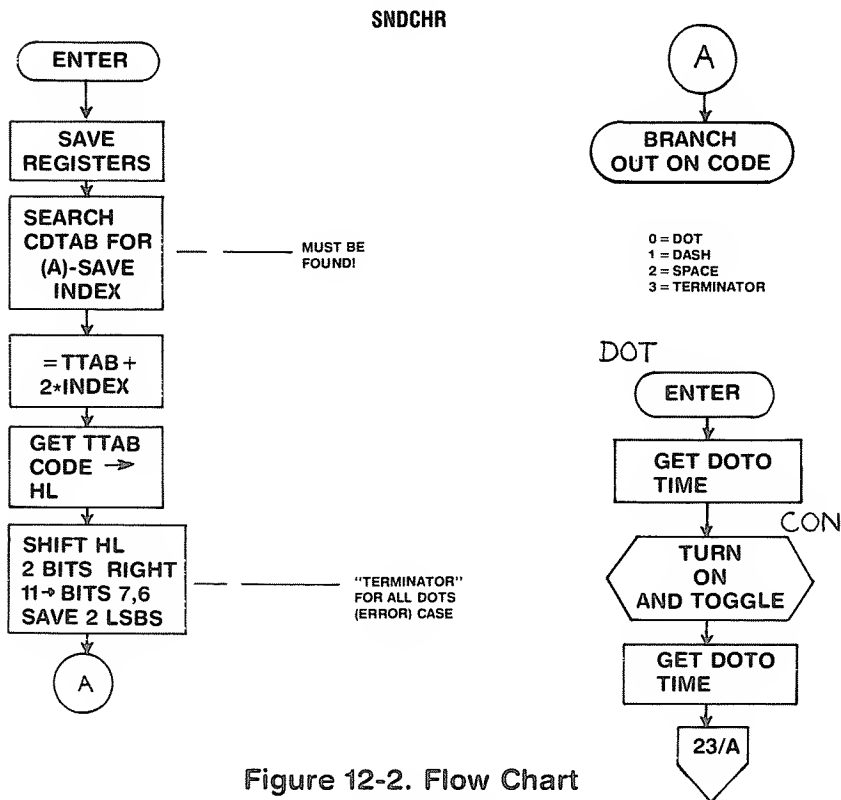 SNDCHR
ENTER
SAVE
REGISTERS
SEARCH
CDTAB FOR
(A)-SAVE
INDEX
MUST BE
FOUND!
=TTAB+
2*INDEX
GET TTAB
CODE →
HL
SHIFT HL
2 BITS RIGHT
11→ BITS 7,6
SAVE 2 LSBS
"TERMINATOR"
FOR ALL DOTS
(ERROR) CASE
A
A
BRANCH
OUT ON CODE
0 = DOT
1 = DASH
2 = SPACE
3 = TERMINATOR
DOT
ENTER
GET DOTO
TIME
CON
TURN
ON
AND TOGGLE
GET DOTO
TIME
23/A
Figure 12-2. Flow Chart